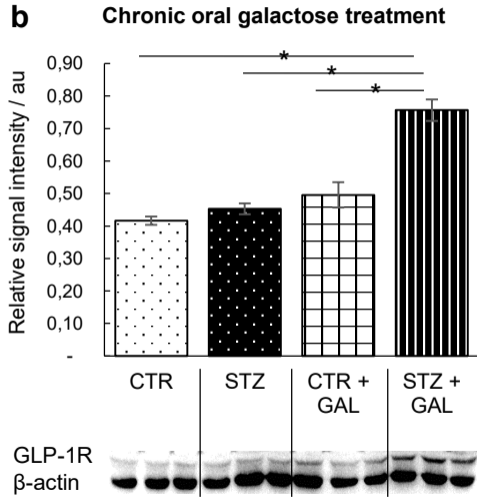 b Chronic oral galactose treatment
Relative signal intensity / au
0,90
0,80
0,70
0,60
0,50
0,40
0,30
0,20
0,10
-
* 
*
*
CTR STZ CTR + GAL STZ + GAL
GLP-1R
β-actin